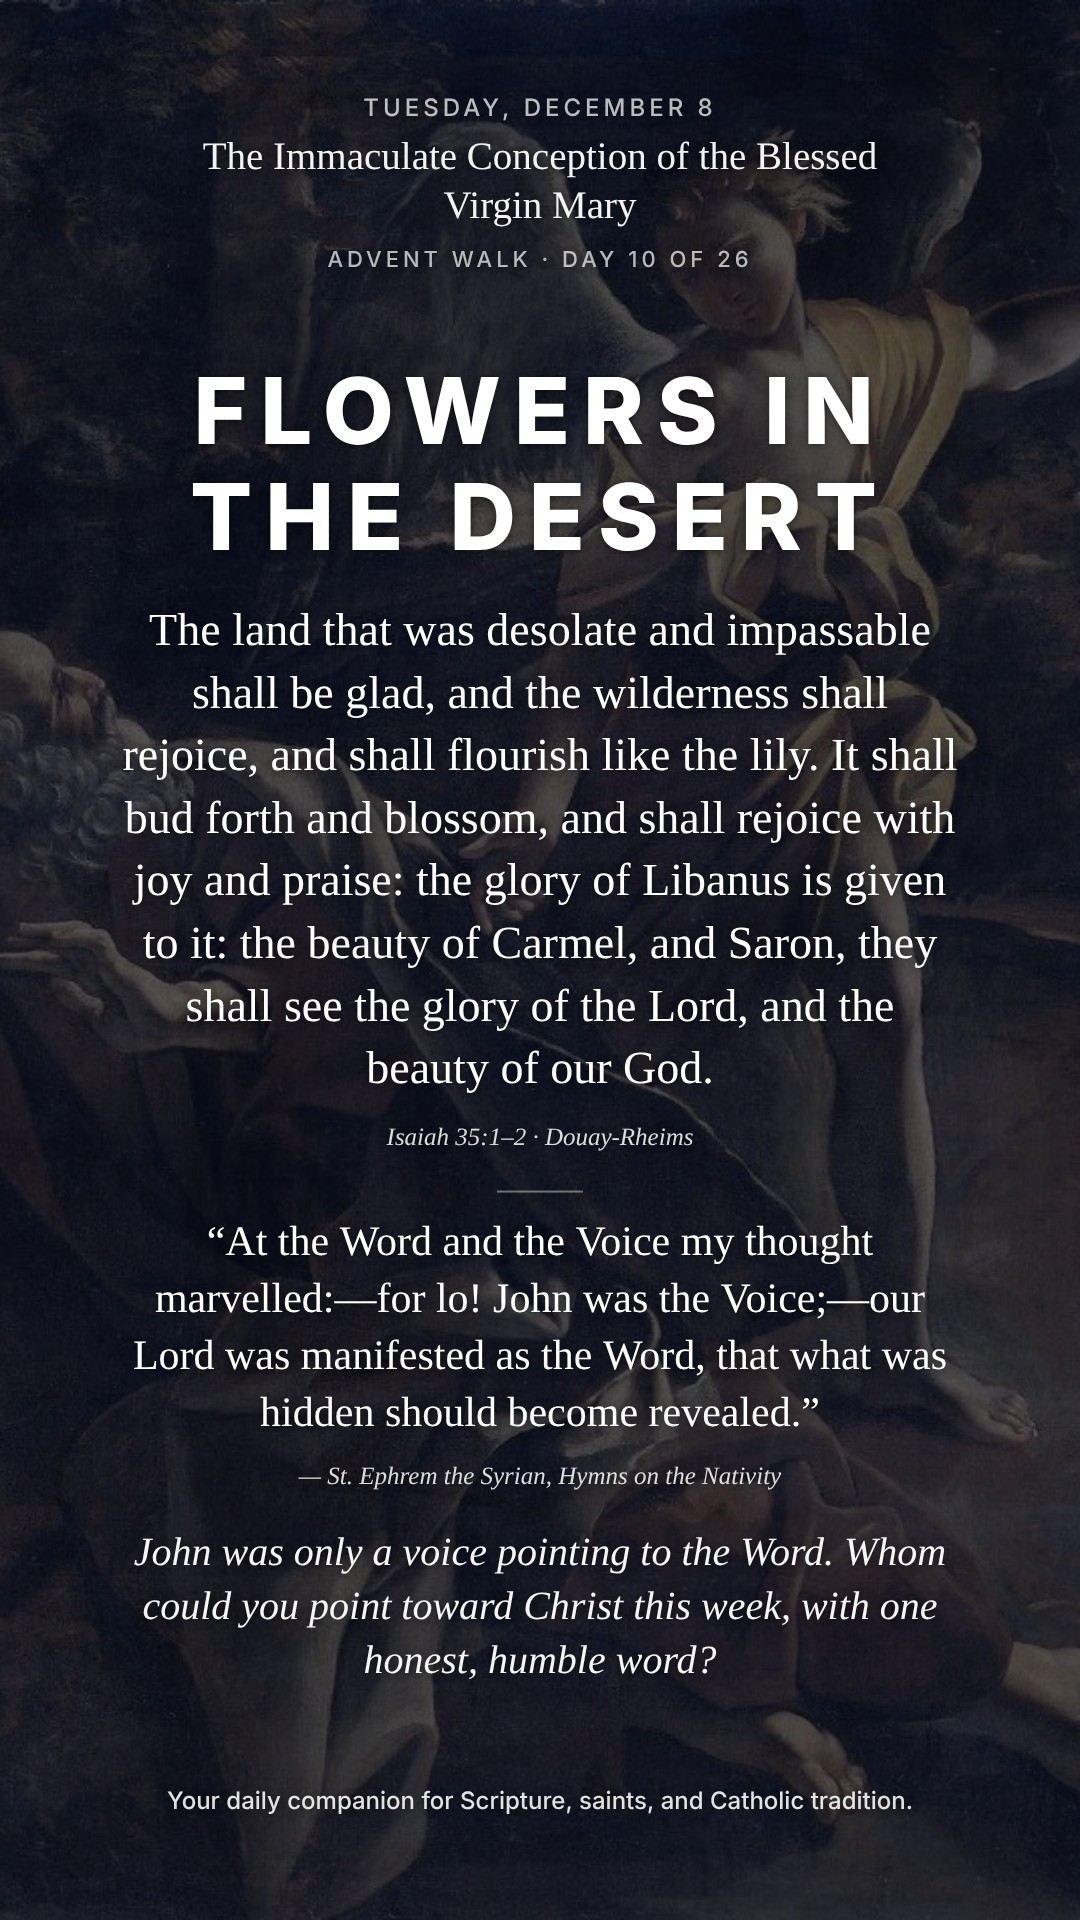 TUESDAY, DECEMBER 8
The Immaculate Conception of the Blessed
Virgin Mary
ADVENT WALK · DAY 10 OF 26
FLOWERS IN
THE DESERT
The land that was desolate and impassable
shall be glad, and the wilderness shall
rejoice, and shall flourish like the lily. It shall
bud forth and blossom, and shall rejoice with
joy and praise: the glory of Libanus is given
to it: the beauty of Carmel, and Saron, they
shall see the glory of the Lord, and the
beauty of our God.
Isaiah 35:1–2 · Douay-Rheims
“At the Word and the Voice my thought
marvelled:—for lo! John was the Voice;—our
Lord was manifested as the Word, that what was
hidden should become revealed.”
— St. Ephrem the Syrian, Hymns on the Nativity
John was only a voice pointing to the Word. Whom
could you point toward Christ this week, with one
honest, humble word?
Your daily companion for Scripture, saints, and Catholic tradition.